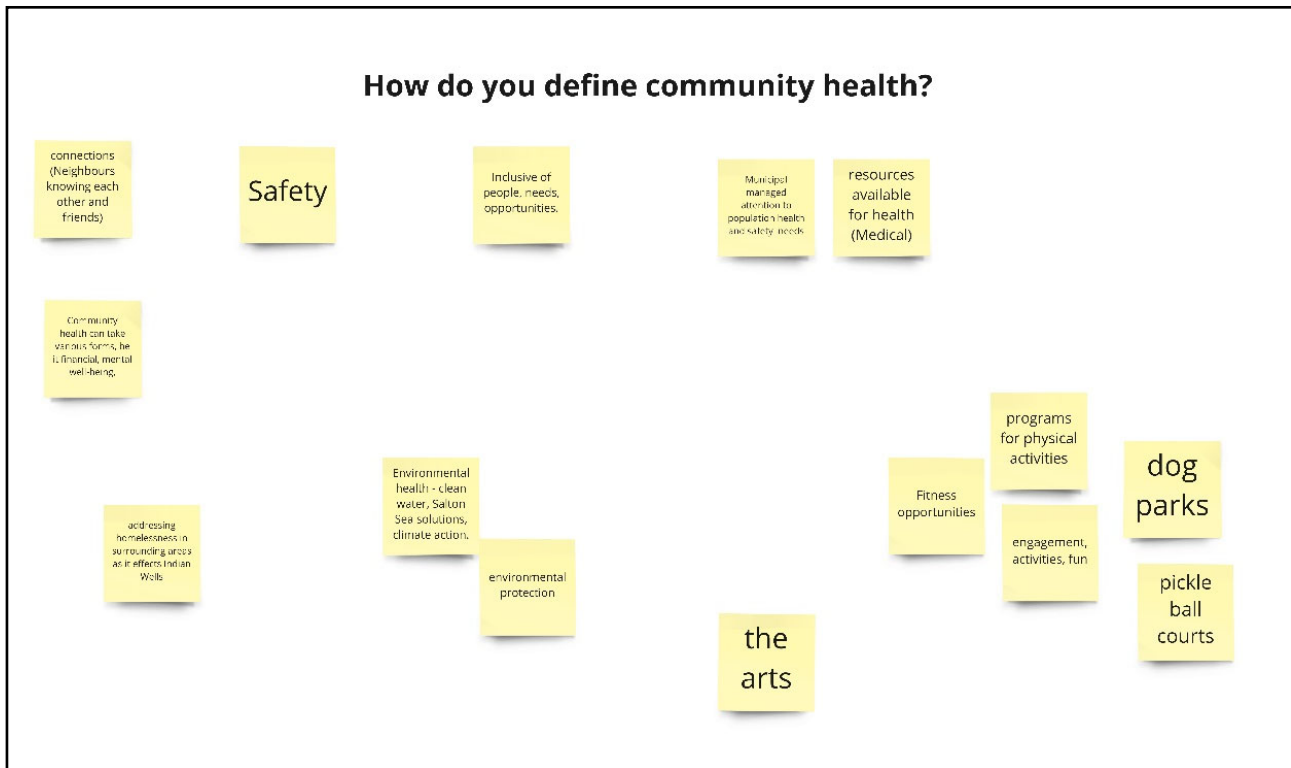 How do you define community health?
connections
(Neighbours
knowing each
other and
friends)
Safety
Inclusive of
people, needs,
opportunities.
Municipal
managed
attention to
population health
and safety needs
resources
available
for health
(Medical)
Community
health can take
various forms, be
it financial, mental
well-being,
programs
for physical
activities
dog
parks
Environmental
health - clean
water, Salton
Sea solutions,
climate action.
Fitness
opportunities
addressing
homelessness in
surrounding areas
as it effects Indian
Wells
engagement,
activities, fun
environmental
protection
pickle
ball
courts
the
arts